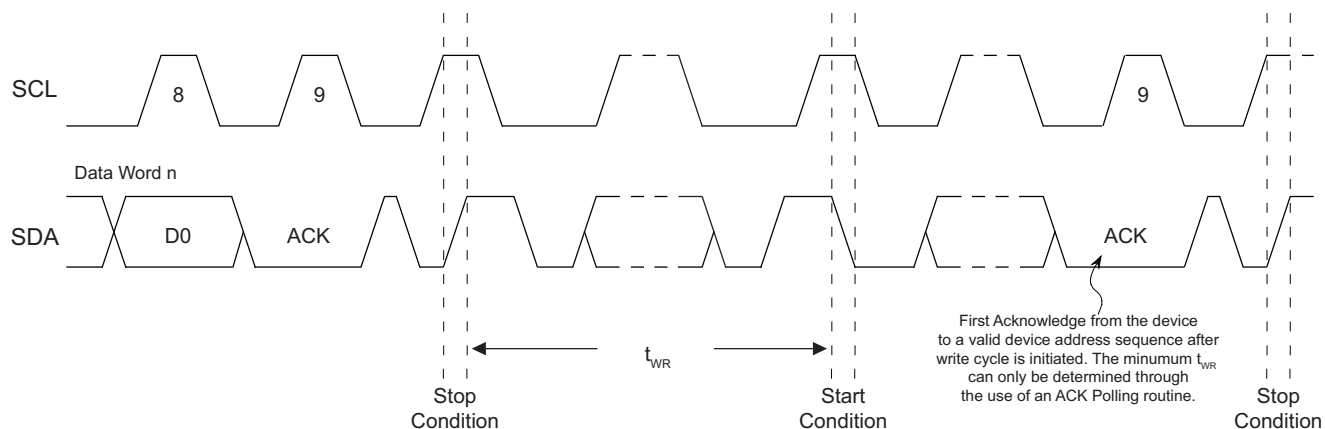 SCL
8
9
9
Data Word n
SDA
D0
ACK
ACK
First Acknowledge from the device
to a valid device address sequence after
write cycle is initiated. The minumum tWR
can only be determined through
the use of an ACK Polling routine.
tWR
Stop
Condition
Start
Condition
Stop
Condition